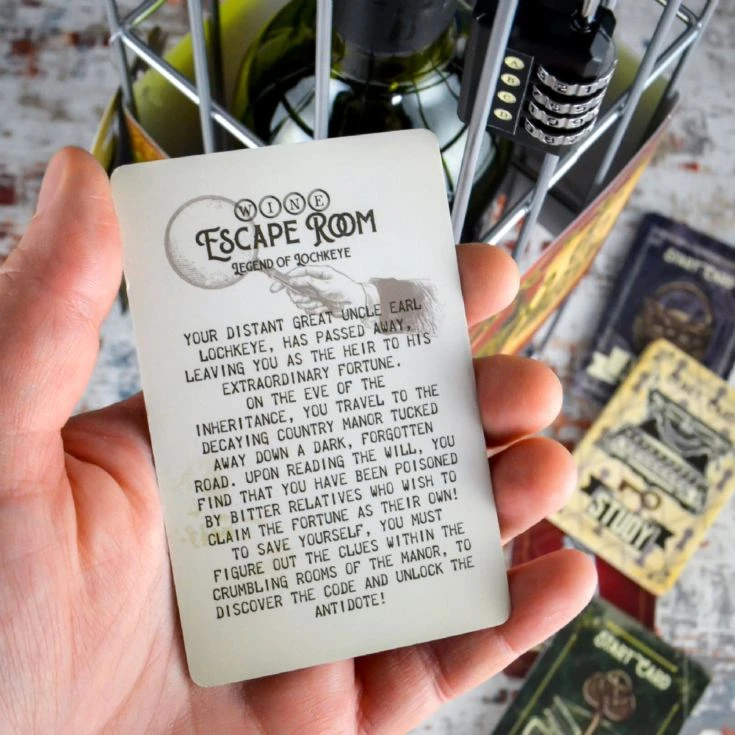 WINE
ESCAPE ROOM
LEGEND OF LOCHKEYE
YOUR DISTANT GREAT UNCLE EARL
LOCHKEYE, HAS PASSED AWAY,
LEAVING YOU AS THE HEIR TO HIS
EXTRAORDINARY FORTUNE.
ON THE EVE OF THE
INHERITANCE, YOU TRAVEL TO THE
DECAYING COUNTRY MANOR TUCKED
AWAY DOWN A DARK, FORGOTTEN
ROAD. UPON READING THE WILL, YOU
FIND THAT YOU HAVE BEEN POISONED
BY BITTER RELATIVES WHO WISH TO
CLAIM THE FORTUNE AS THEIR OWN!
TO SAVE YOURSELF, YOU MUST
FIGURE OUT THE CLUES WITHIN THE
CRUMBLING ROOMS OF THE MANOR, TO
DISCOVER THE CODE AND UNLOCK THE
ANTIDOTE!
A
B
C
D
START CARD
STUDY
START CARD